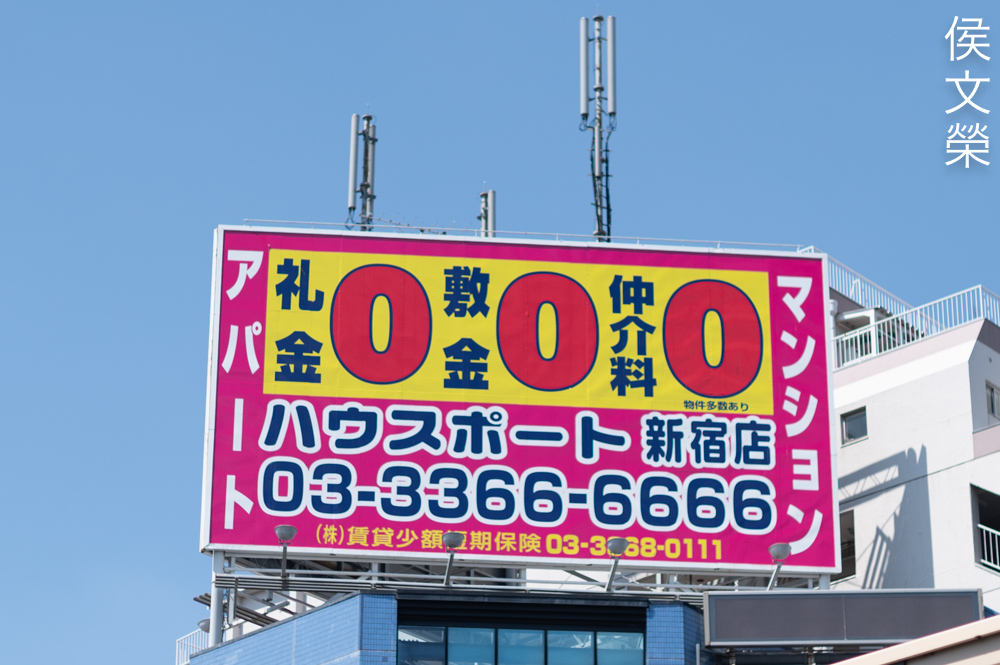 侯文榮
アパート
礼金0
敷金0
仲介料0
物件多数あり
マンション
ハウスポート 新宿店
03-3366-6666
(株)賃貸少額短期保険